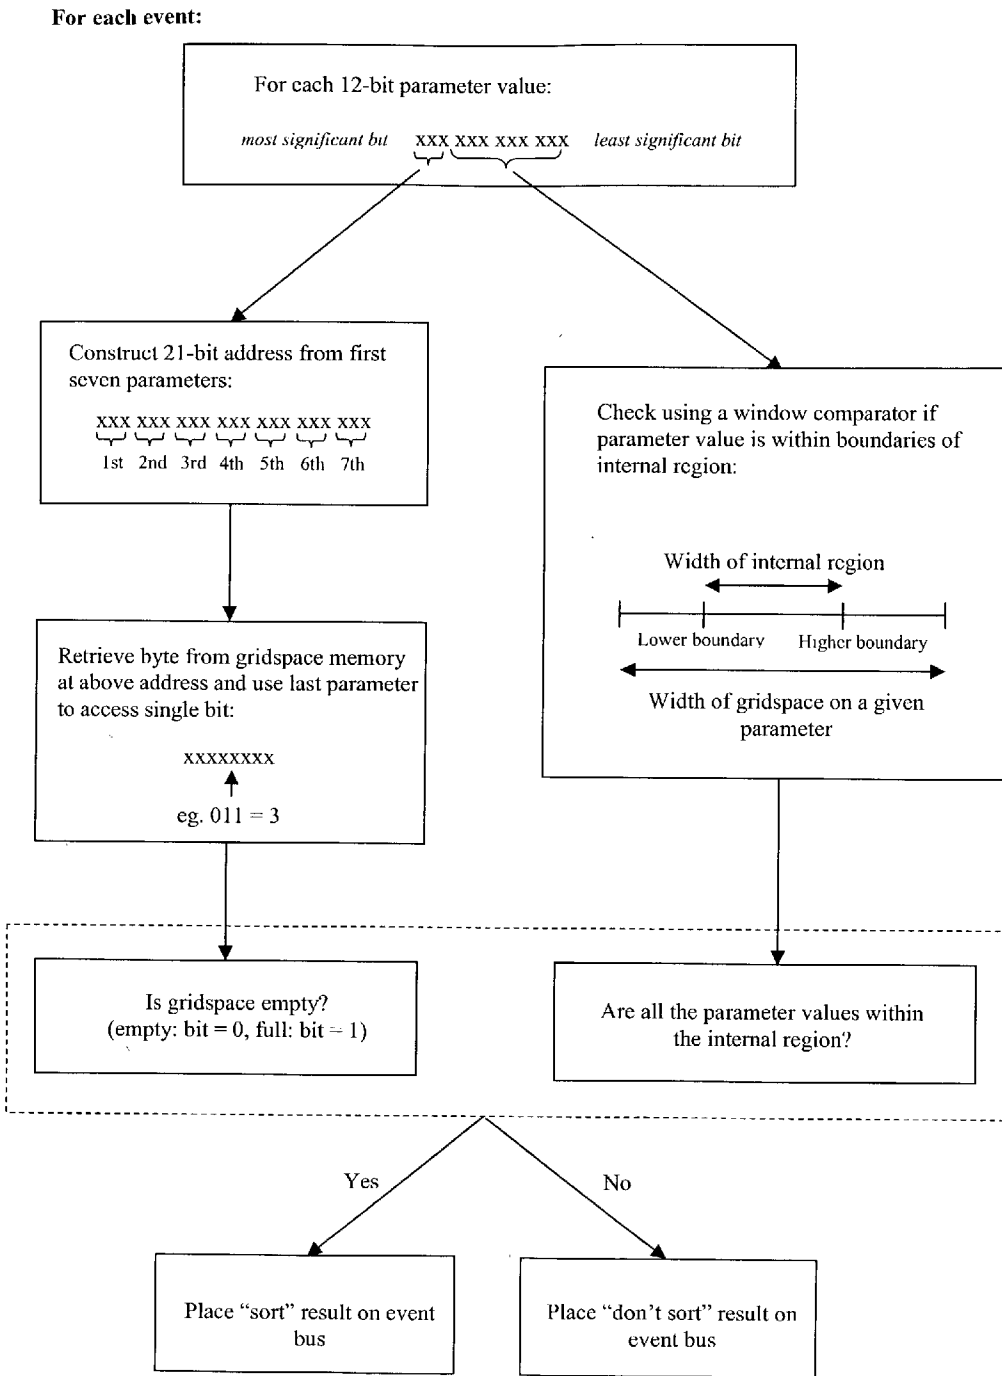 For each event:
For each 12-bit parameter value:
most significant bit xxx xxx xxx xxx least significant bit
Construct 21-bit address from first
seven parameters:
xxx xxx xxx xxx xxx xxx xxx
1st 2nd 3rd 4th 5th 6th 7th
Retrieve byte from gridspace memory
at above address and use last parameter
to access single bit:
xxxxxxxx
eg. 011 = 3
Check using a window comparator if
parameter value is within boundaries of
internal region:
Width of internal region
Lower boundary Higher boundary
Width of gridspace on a given
parameter
Is gridspace empty?
(empty: bit = 0, full: bit = 1)
Are all the parameter values within
the internal region?
Yes
No
Place “sort” result on event
bus
Place “don’t sort” result on
event bus